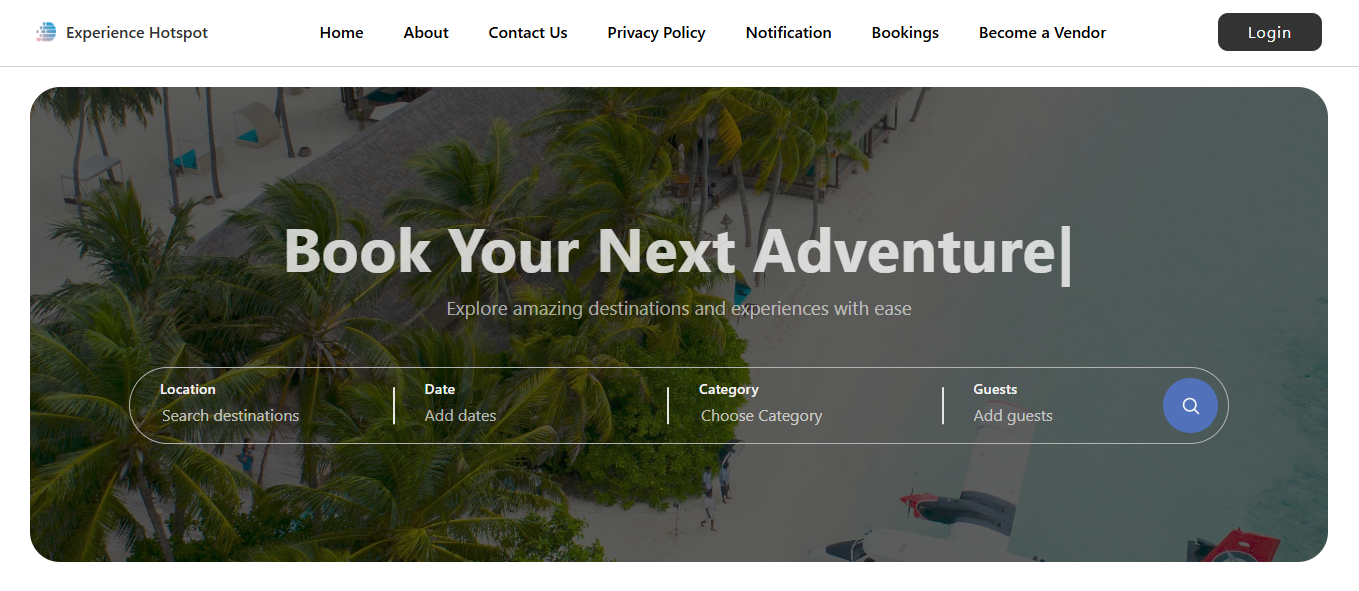 Experience Hotspot Home About Contact Us Privacy Policy Notification Bookings Become a Vendor Login
Book Your Next Adventure|
Explore amazing destinations and experiences with ease
Location Date Category Guests
Search destinations Add dates Choose Category Add guests